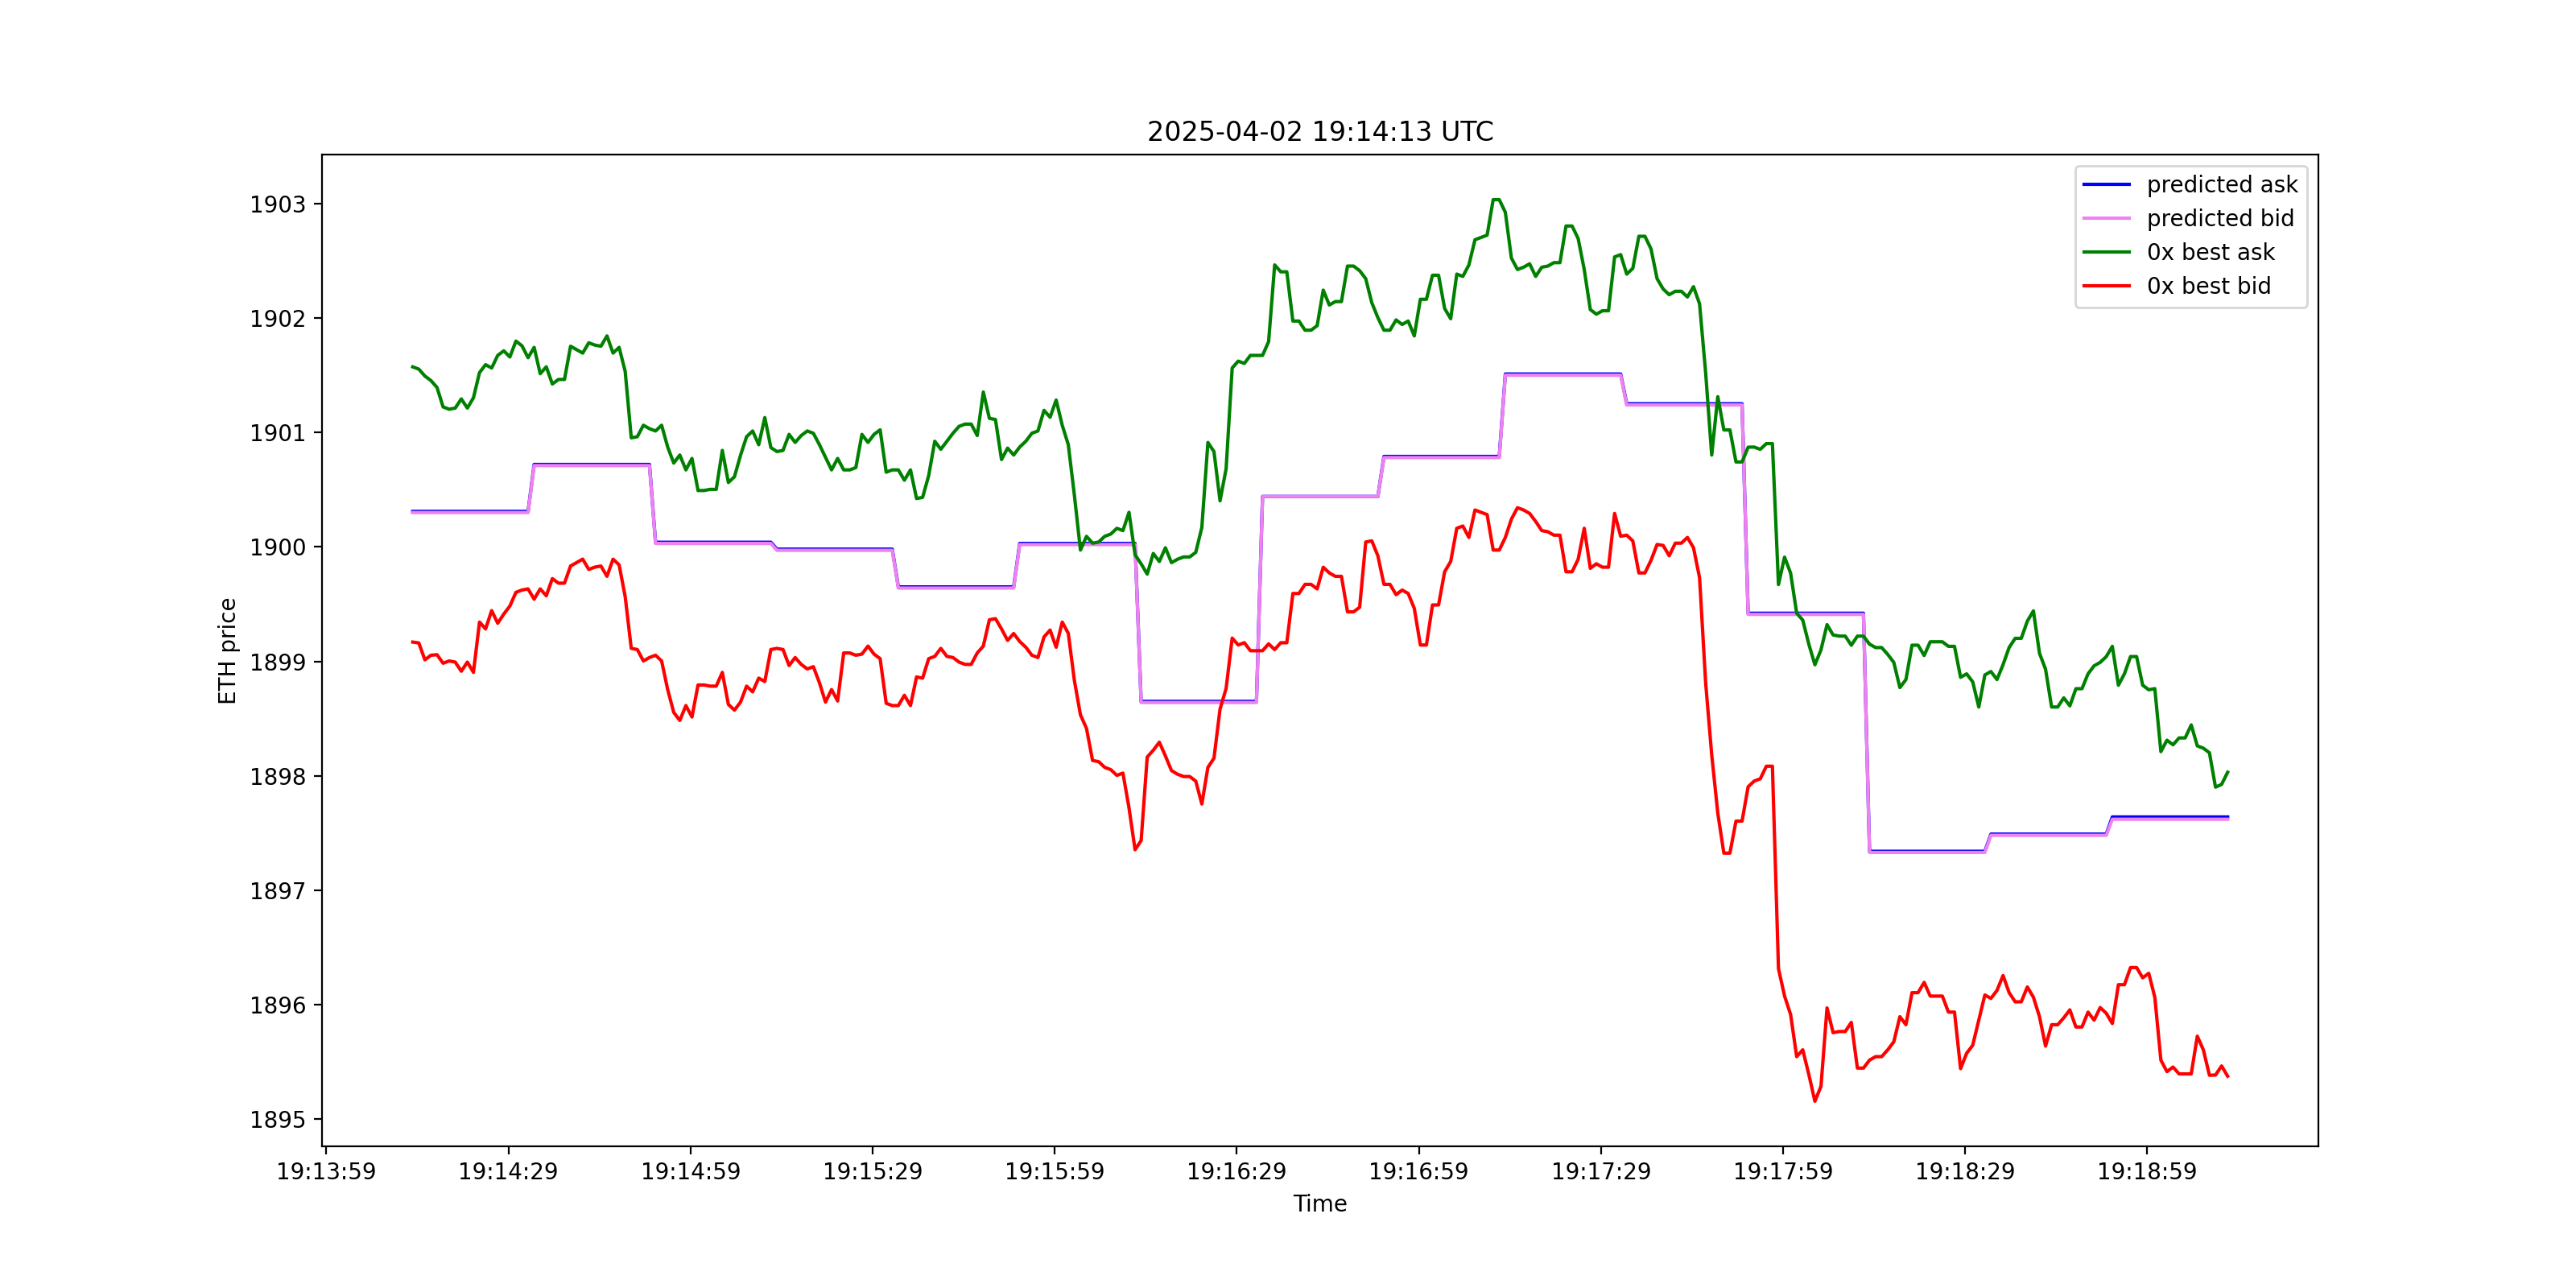 2025-04-02 19:14:13 UTC
predicted ask
predicted bid
0x best ask
0x best bid
ETH price
1903
1902
1901
1900
1899
1898
1897
1896
1895
19:13:59 19:14:29 19:14:59 19:15:29 19:15:59 19:16:29 19:16:59 19:17:29 19:17:59 19:18:29 19:18:59
Time